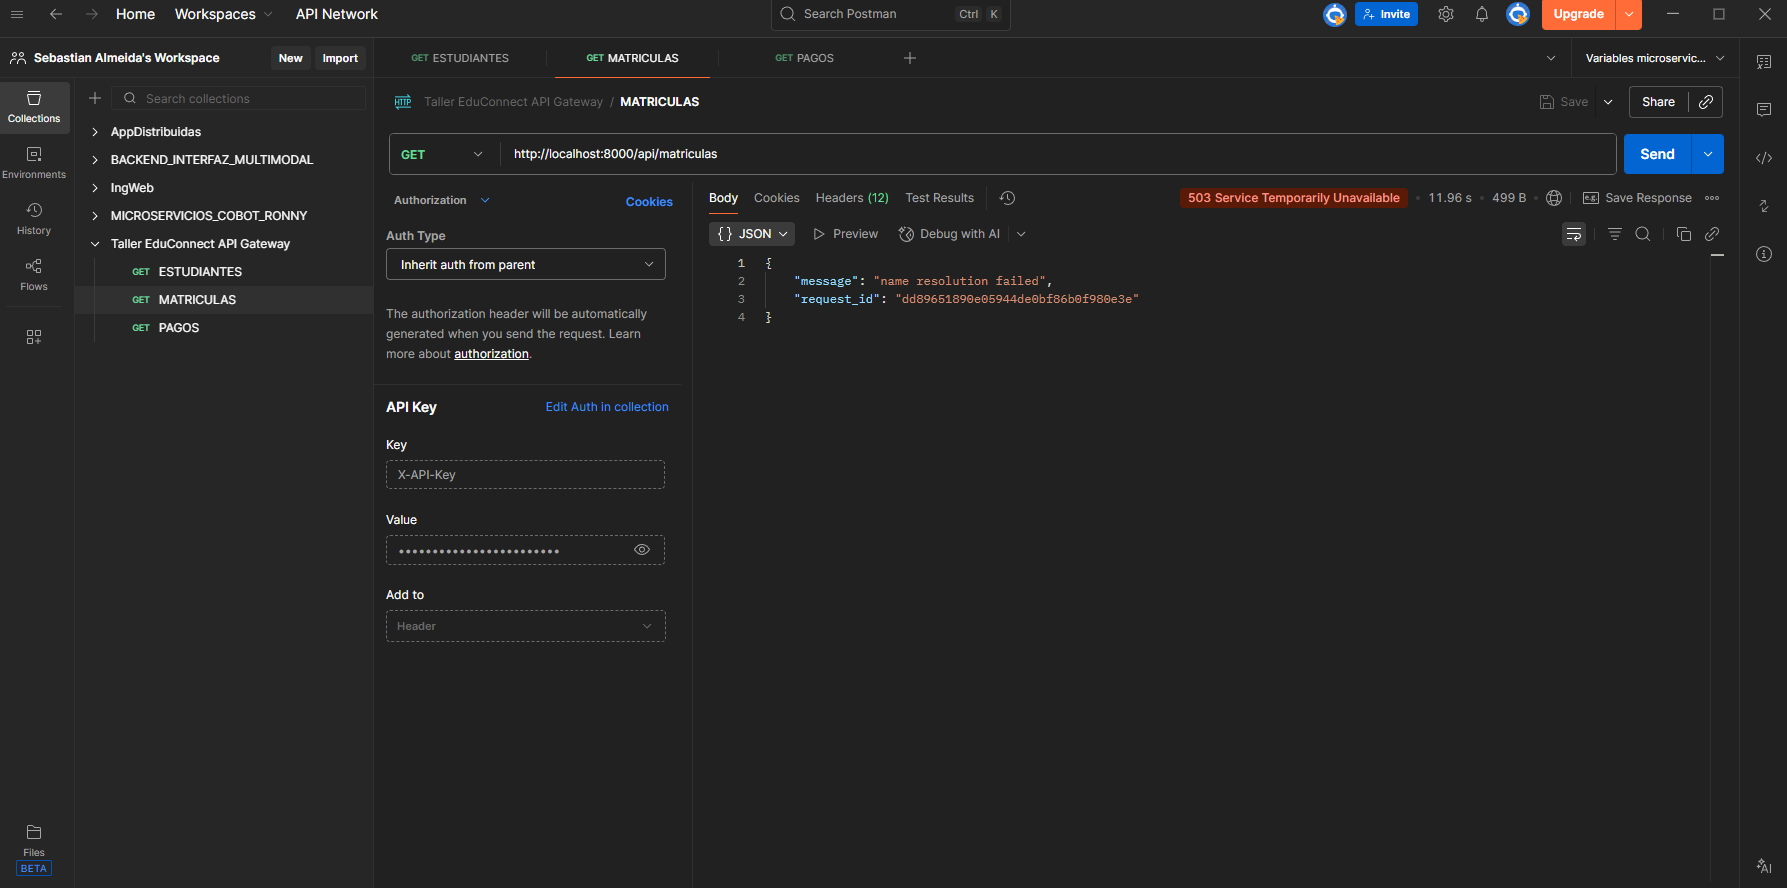 Home
Workspaces
API Network
Search Postman
Ctrl
K
Invite
Upgrade
Sebastian Almeida's Workspace
New
Import
GET ESTUDIANTES
GET MATRICULAS
GET PAGOS
Variables microservic...
Collections
Environments
History
Flows
Files
BETA
Search collections
AppDistribuidas
BACKEND_INTERFAZ_MULTIMODAL
IngWeb
MICROSERVICIOS_COBOT_RONNY
Taller EduConnect API Gateway
GET ESTUDIANTES
GET MATRICULAS
GET PAGOS
HTTP
Taller EduConnect API Gateway / MATRICULAS
Save
Share
GET
http://localhost:8000/api/matriculas
Send
Authorization
Cookies
Auth Type
Inherit auth from parent
The authorization header will be automatically
generated when you send the request. Learn
more about authorization.
API Key
Edit Auth in collection
Key
X-API-Key
Value
••••••••••••••••••••••••
Add to
Header
Body
Cookies
Headers (12)
Test Results
503 Service Temporarily Unavailable
• 11.96 s • 499 B •
Save Response
{} JSON
Preview
Debug with AI
1 {
2 "message": "name resolution failed",
3 "request_id": "dd89651890e05944de0bf86b0f980e3e"
4 }
AI